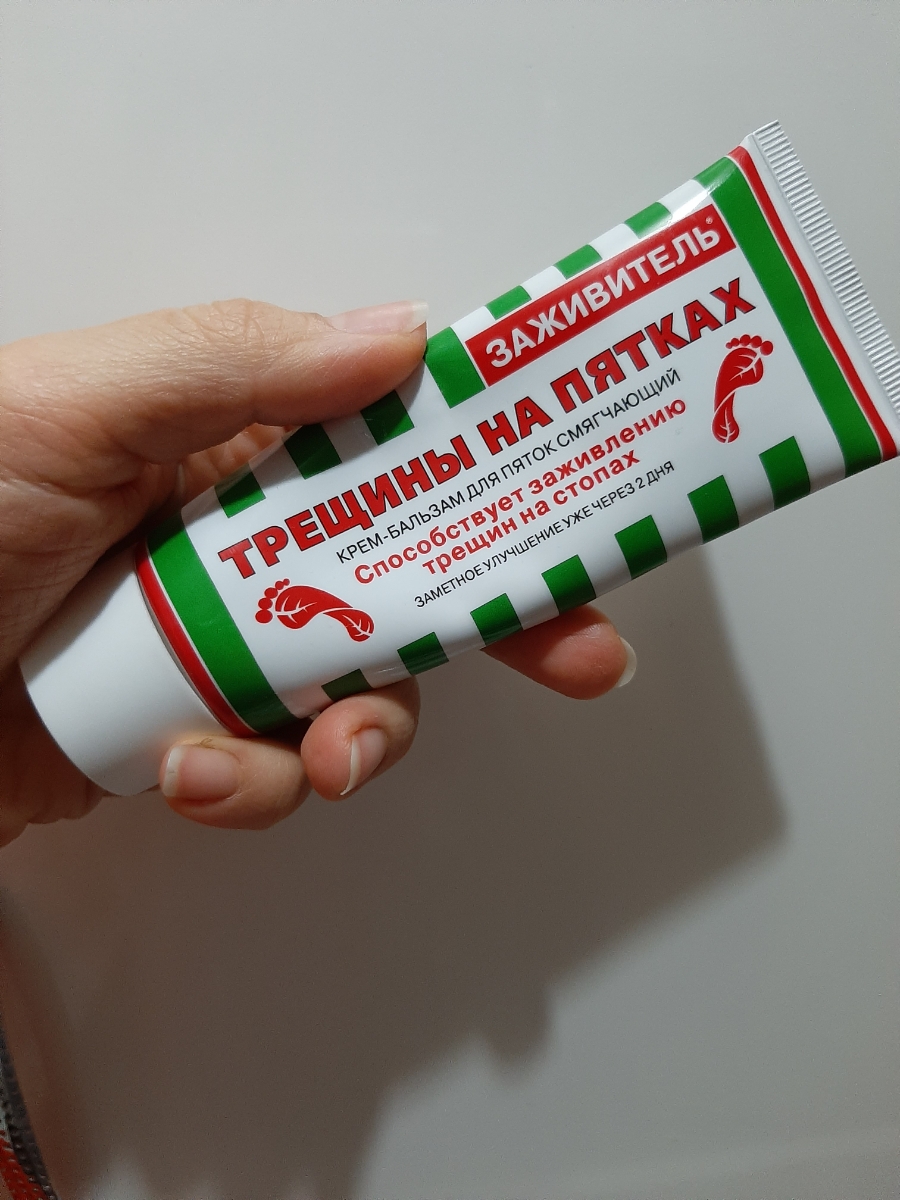 ЗАЖИВИТЕЛЬ®
ТРЕЩИНЫ НА ПЯТКАХ
КРЕМ-БАЛЬЗАМ ДЛЯ ПЯТОК СМЯГЧАЮЩИЙ
Способствует заживлению
трещин на стопах
ЗАМЕТНОЕ УЛУЧШЕНИЕ УЖЕ ЧЕРЕЗ 2 ДНЯ